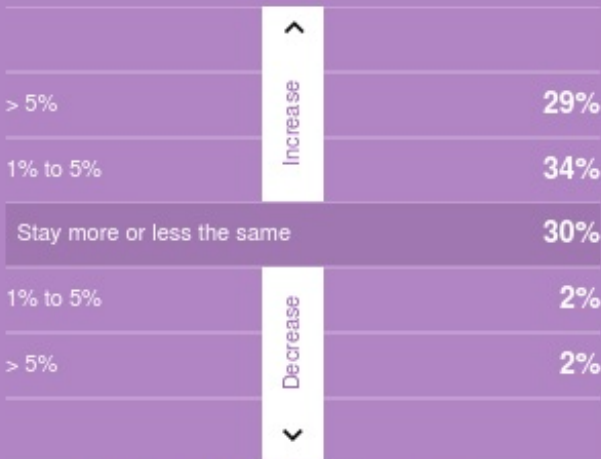 > 5%
29%
Increase
1% to 5%
34%
Stay more or less the same
30%
1% to 5%
2%
Decrease
> 5%
2%